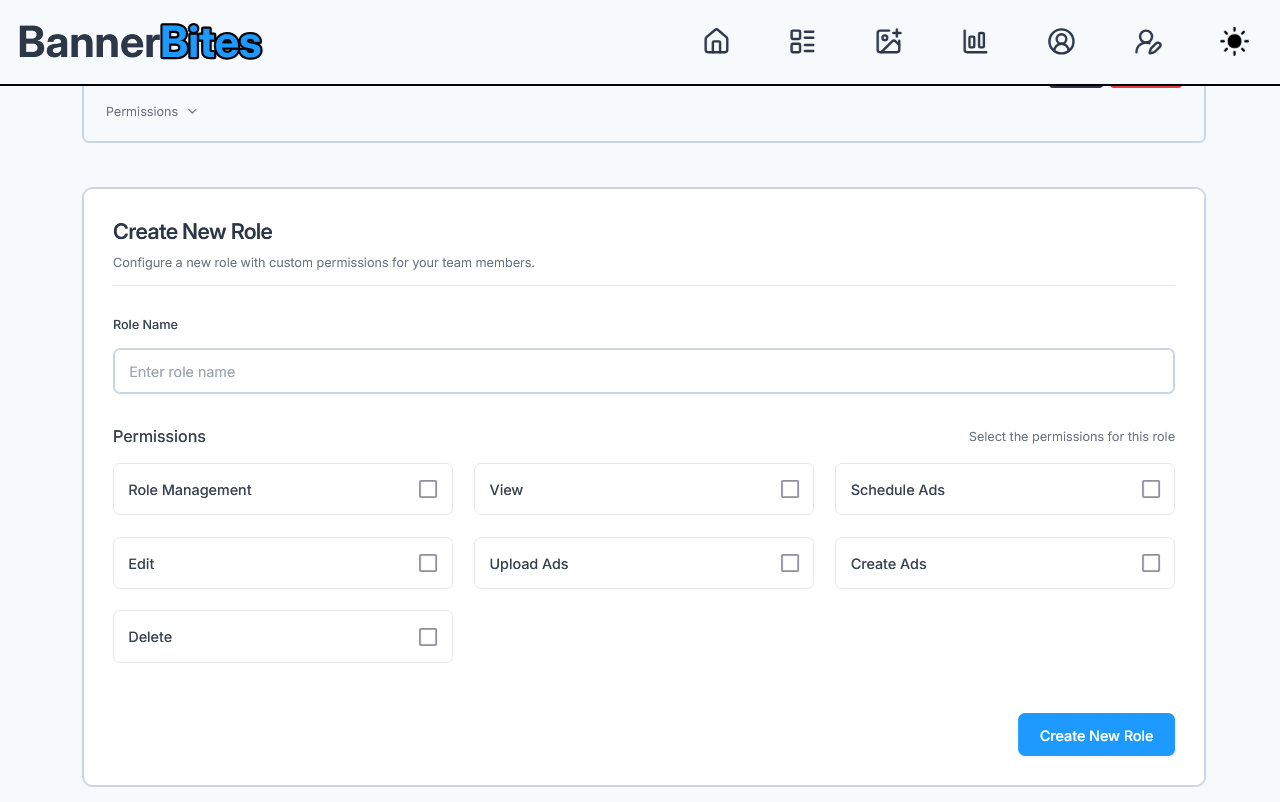 BannerBites
Permissions
Create New Role
Configure a new role with custom permissions for your team members.
Role Name
Enter role name
Permissions
Select the permissions for this role
Role Management
View
Schedule Ads
Edit
Upload Ads
Create Ads
Delete
Create New Role